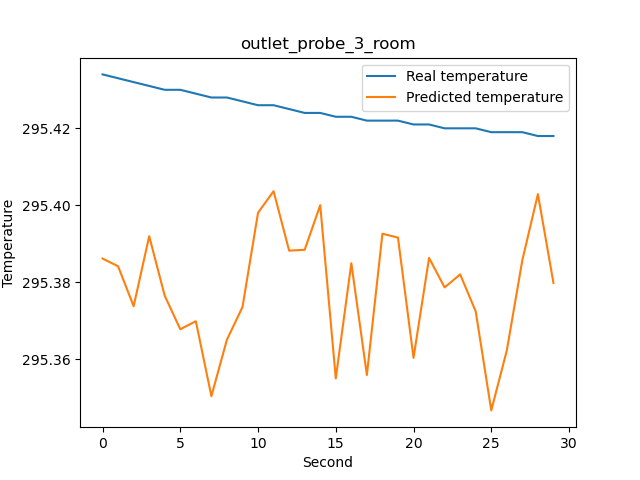 outlet_probe_3_room
Real temperature
Predicted temperature
295.42
295.40
295.38
295.36
Temperature
0 5 10 15 20 25 30
Second